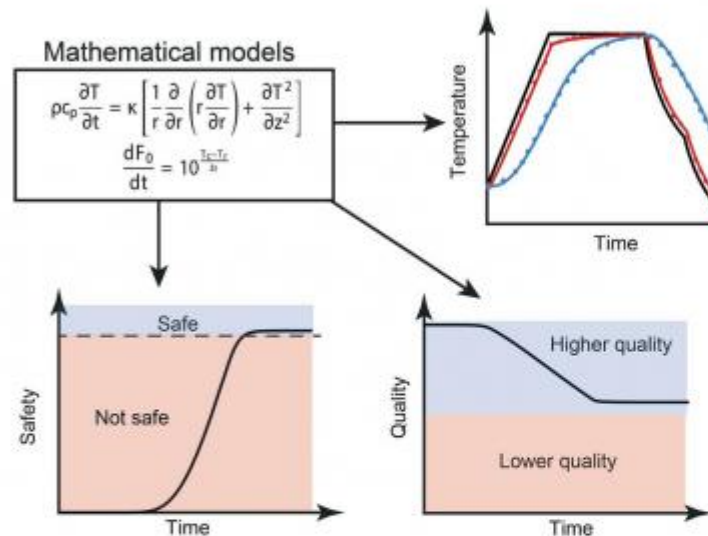 Mathematical models
ρc_p ∂T/∂t = κ [ 1/r ∂/∂r ( r ∂T/∂r ) + ∂T²/∂z² ]
dF₀/dt = 10
Temperature
Time
Safe
Not safe
Safety
Time
Higher quality
Lower quality
Quality
Time